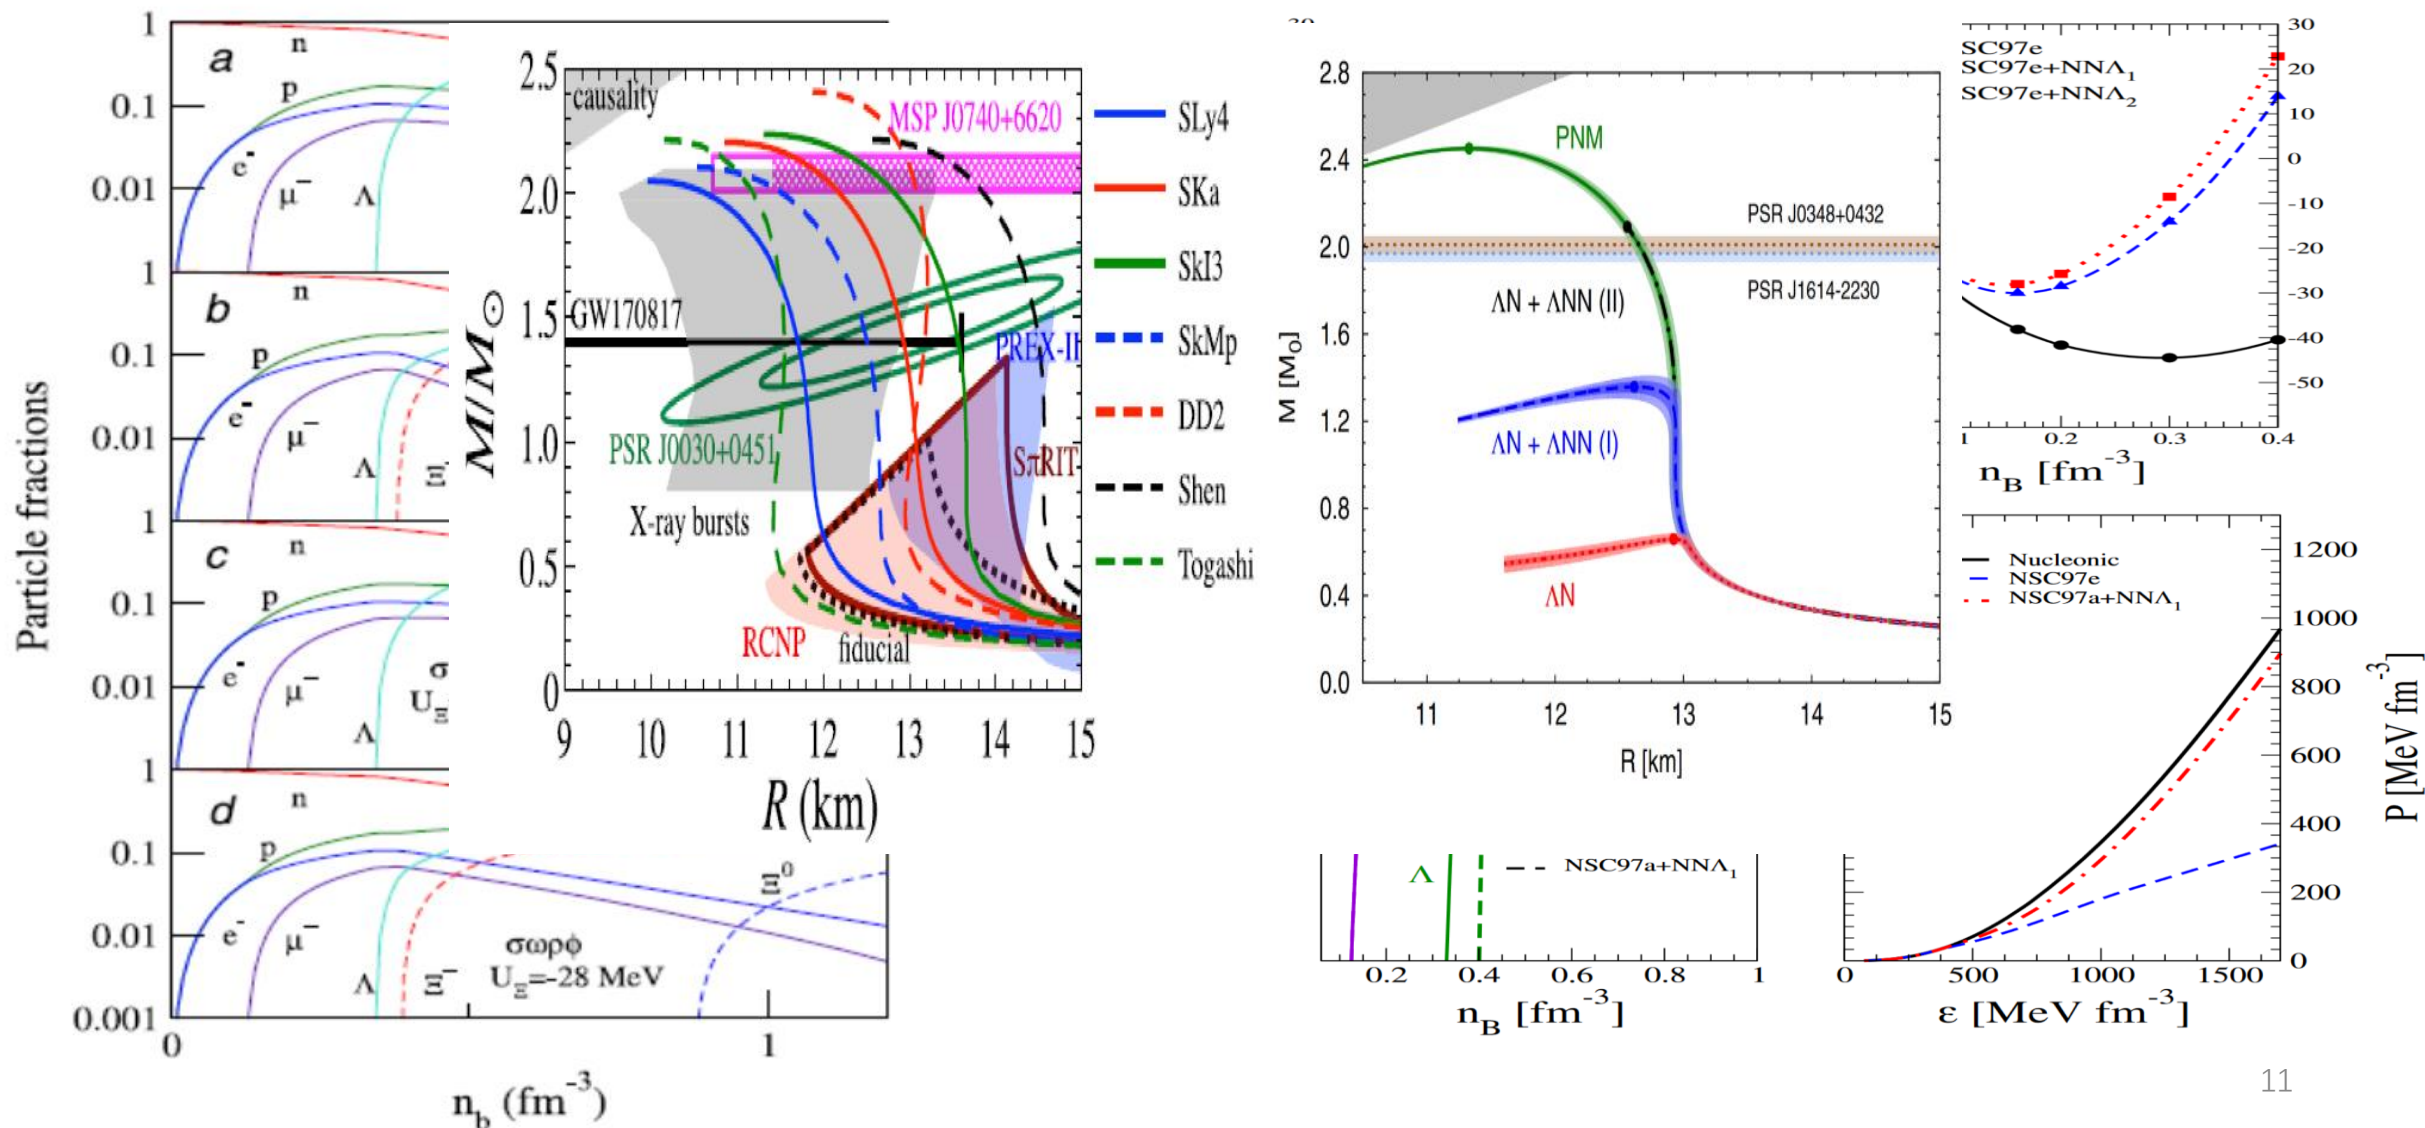 Particle fractions
1
a
n
p
0.1
e-
μ-
Λ
0.01
1
b
n
p
0.1
e-
μ-
Λ
Ξ-
0.01
1
c
n
p
0.1
e-
μ-
Λ
0.01
1
d
n
p
0.1
e-
μ-
Λ
Ξ-
Ξ0
0.01
σωρϕ
UΞ=-28 MeV
0.001
0
1
nb (fm-3)
M/M⊙
2.5
2.0
1.5
1.0
0.5
0
causality
MSP J0740+6620
GW170817
PREX-II
PSR J0030+0451
SπRIT
X-ray bursts
RCNP
fiducial
9 10 11 12 13 14 15
R (km)
SLy4
SKa
SkI3
SkMp
DD2
Shen
Togashi
M [MO]
2.8
2.4
2.0
1.6
1.2
0.8
0.4
0.0
PNM
PSR J0348+0432
PSR J1614-2230
ΛN + ΛNN (II)
ΛN + ΛNN (I)
ΛN
11 12 13 14 15
R [km]
SC97e
SC97e+NNΛ1
SC97e+NNΛ2
30
20
10
0
-10
-20
-30
-40
-50
0.2 0.3 0.4
nB [fm-3]
Λ
NSC97a+NNΛ1
0.2 0.4 0.6 0.8 1
nB [fm-3]
Nucleonic
NSC97e
NSC97a+NNΛ1
1200
1000
800
600
400
200
0
P [MeV fm-3]
0 500 1000 1500
ε [MeV fm-3]
11